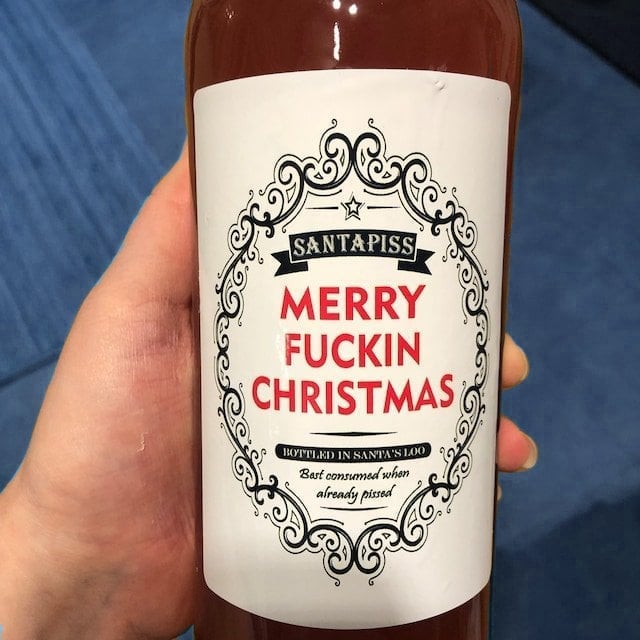 SANTAPISS
MERRY
FUCKIN
CHRISTMAS
BOTTLED IN SANTA'S LOO
Best consumed when
already pissed